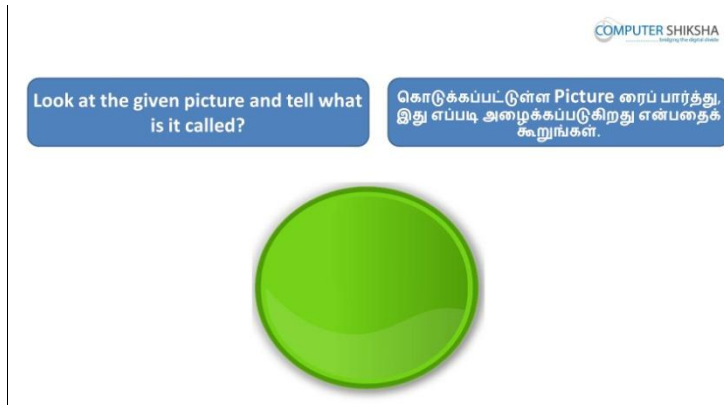 COMPUTER SHIKSHA
bridging the digital divide
Look at the given picture and tell what
is it called?
கொடுக்கப்பட்டுள்ள Picture ரைப் பார்த்து,
இது எப்படி அழைக்கப்படுகிறது என்பதைக்
கூறுங்கள்.